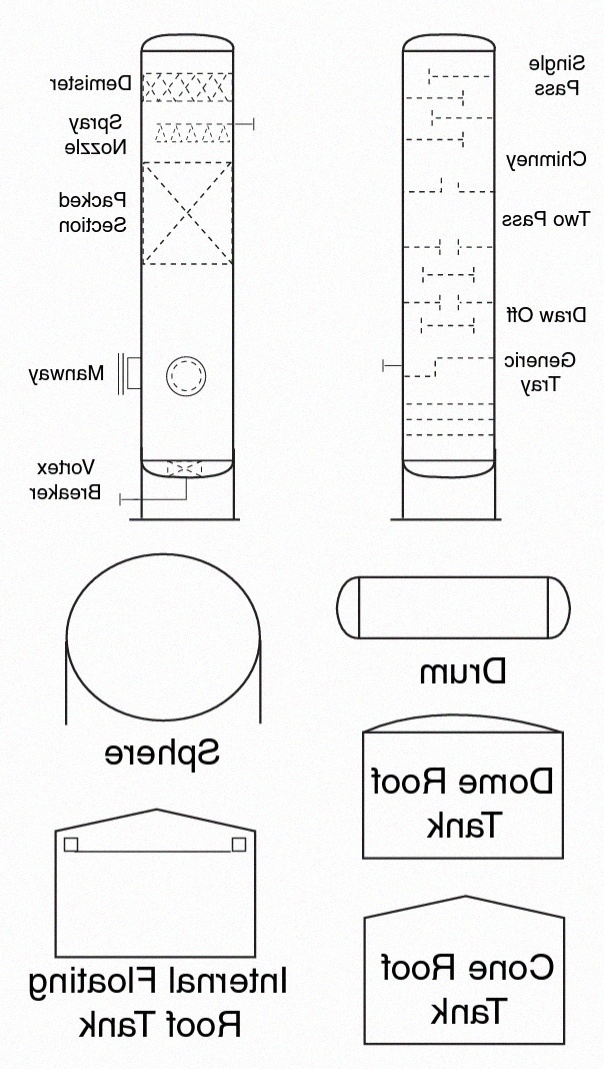 Demister
Spray
Nozzle
Packed
Section
Manway
Vortex
Breaker
Single
Pass
Chimney
Two Pass
Draw Off
Generic
Tray
Sphere
Drum
Dome Roof
Tank
Internal Floating
Roof Tank
Cone Roof
Tank